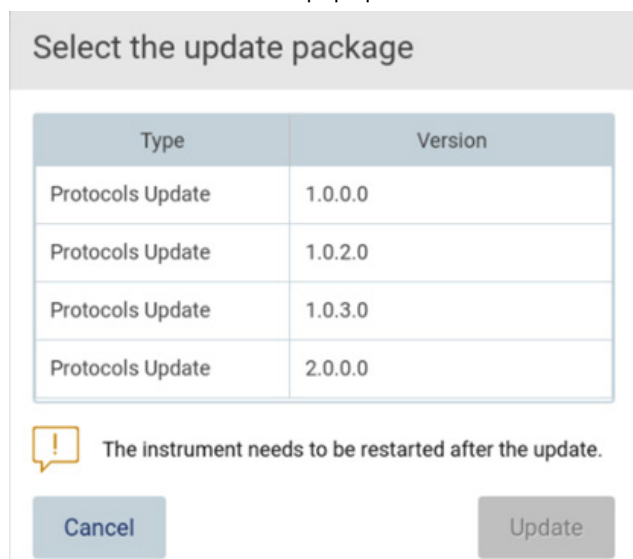 Select the update package
Type Version
Protocols Update 1.0.0.0
Protocols Update 1.0.2.0
Protocols Update 1.0.3.0
Protocols Update 2.0.0.0
! The instrument needs to be restarted after the update.
Cancel Update